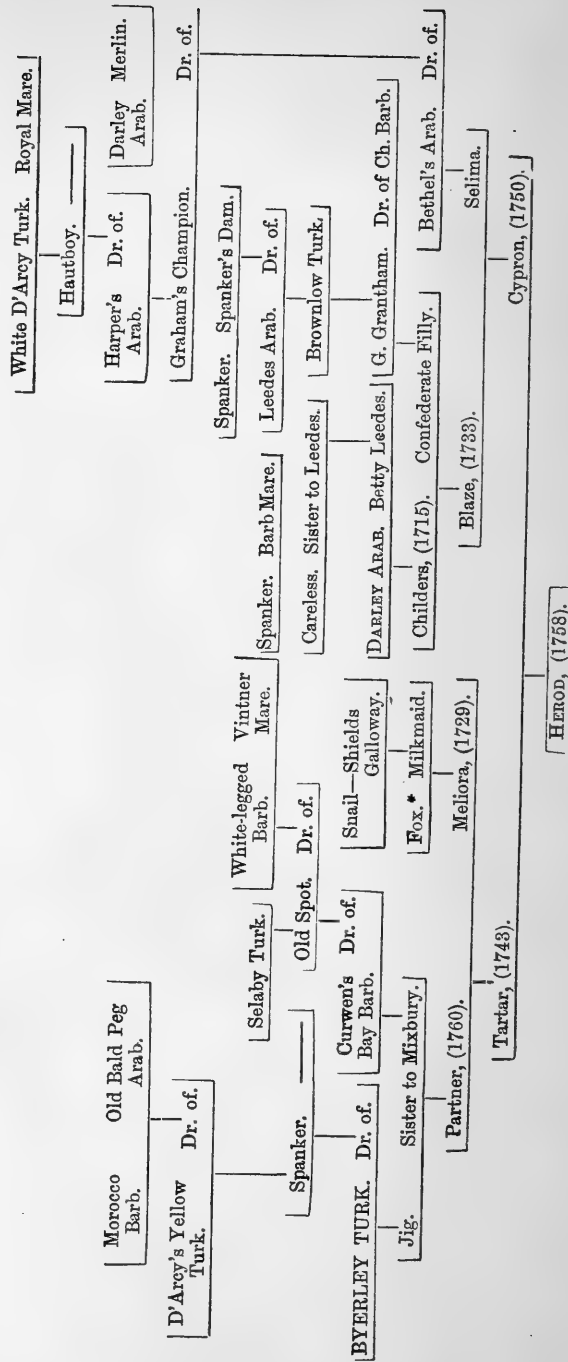 White D'Arcy Turk. Royal Mare.
Hautboy. ——
Harper's Arab. Dr. of.
Darley Arab. Merlin.
Graham's Champion. Dr. of.
Morocco Barb. Old Bald Peg Arab.
D'Arcy's Yellow Turk. Dr. of.
Spanker. Spanker's Dam.
Leedes Arab. Dr. of.
Selaby Turk.
White-legged Barb. Vintner Mare.
Spanker. Barb Mare.
Brownlow Turk.
Spanker. ——
Old Spot. Dr. of.
Careless. Sister to Leedes.
BYERLEY TURK. Dr. of.
Curwen's Bay Barb. Dr. of.
Snail—Shields Galloway.
DARLEY ARAB. Betty Leedes.
G. Grantham. Dr. of Ch. Barb.
Jig. Sister to Mixbury.
Fox.* Milkmaid.
Childers, (1715). Confederate Filly.
Bethel's Arab. Dr. of.
Partner, (1760). Meliora, (1729).
Blaze, (1733). Selima.
Tartar, (1743). Cypron, (1750).
HEROD, (1758).